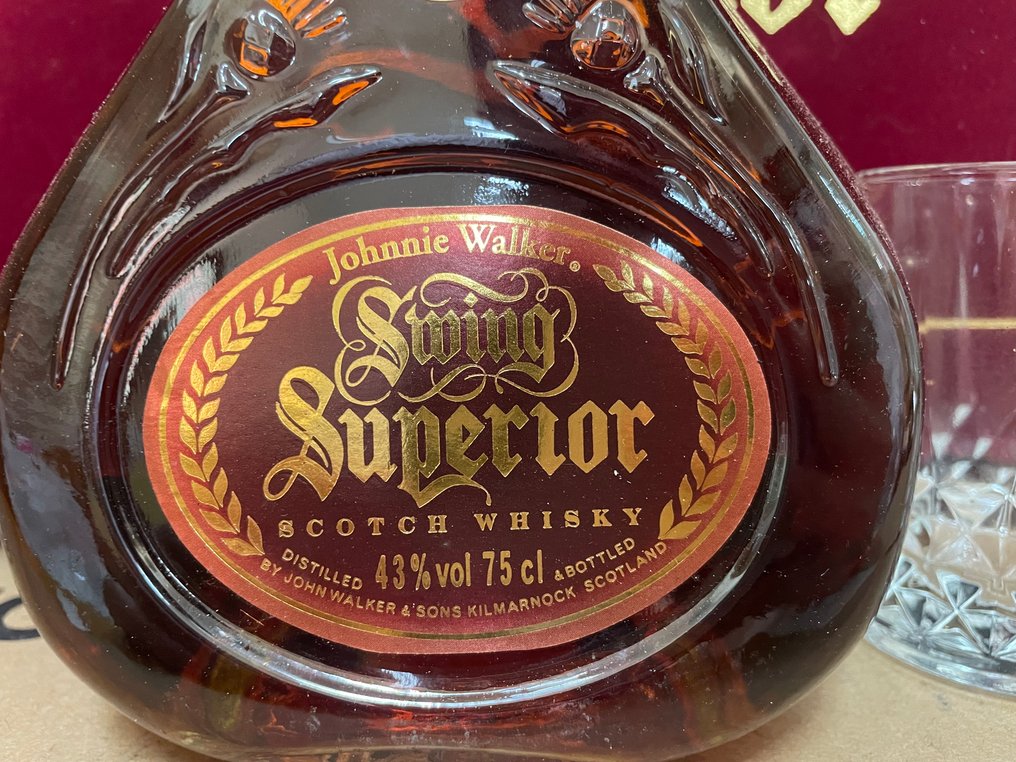 Johnnie Walker®
Swing
Superior
SCOTCH WHISKY
43% vol 75 cl
DISTILLED & BOTTLED
BY JOHN WALKER & SONS KILMARNOCK SCOTLAND